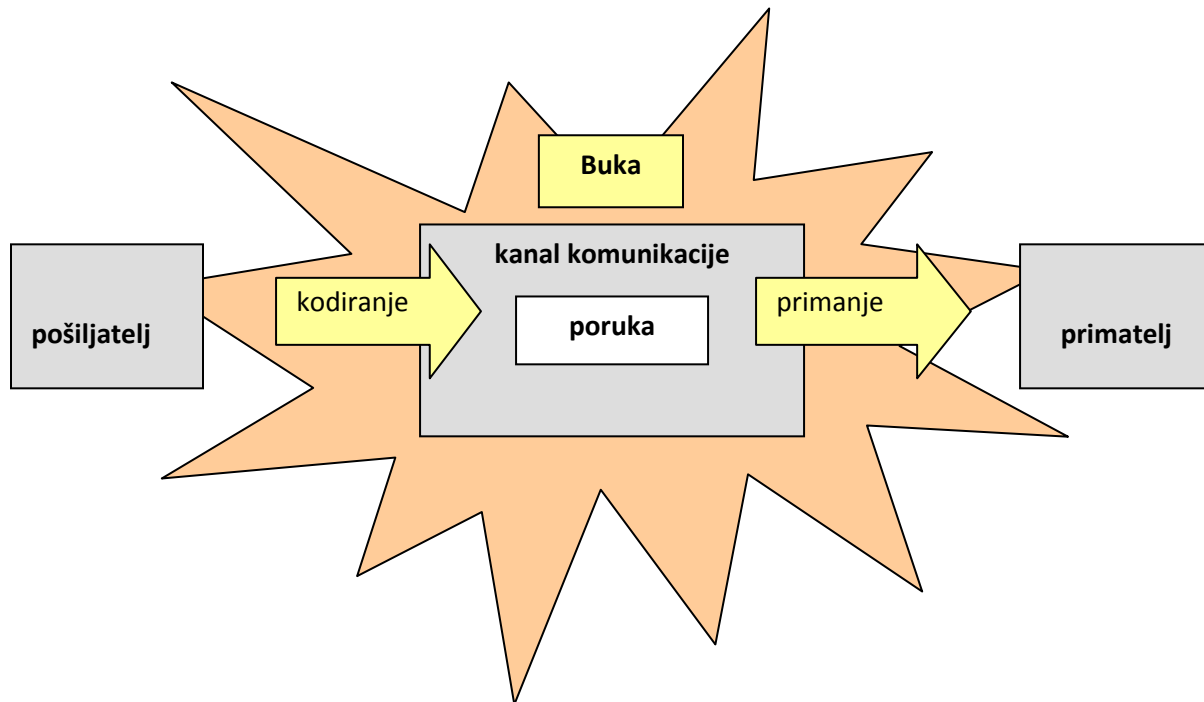 Buka
kanal komunikacije
pošiljatelj
kodiranje
poruka
primanje
primatelj